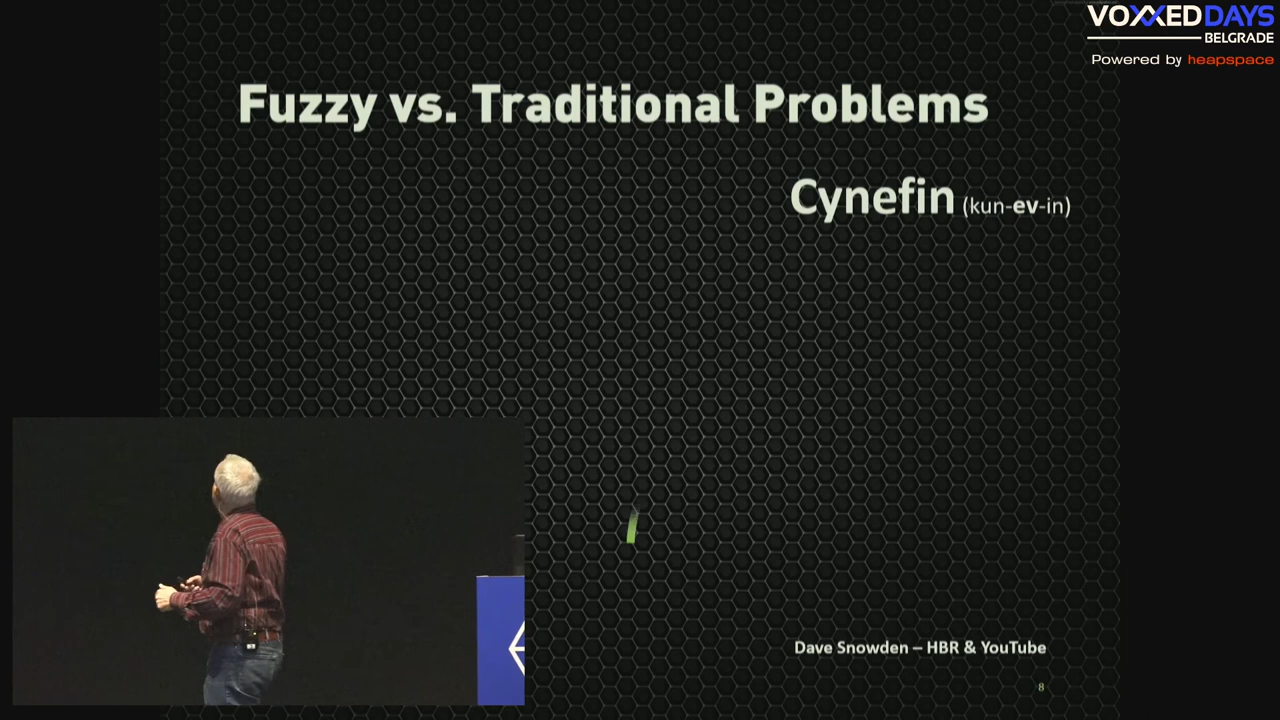 VOXXED DAYS
BELGRADE
Powered by heapspace
Fuzzy vs. Traditional Problems
Cynefin (kun-ev-in)
Dave Snowden – HBR & YouTube
8